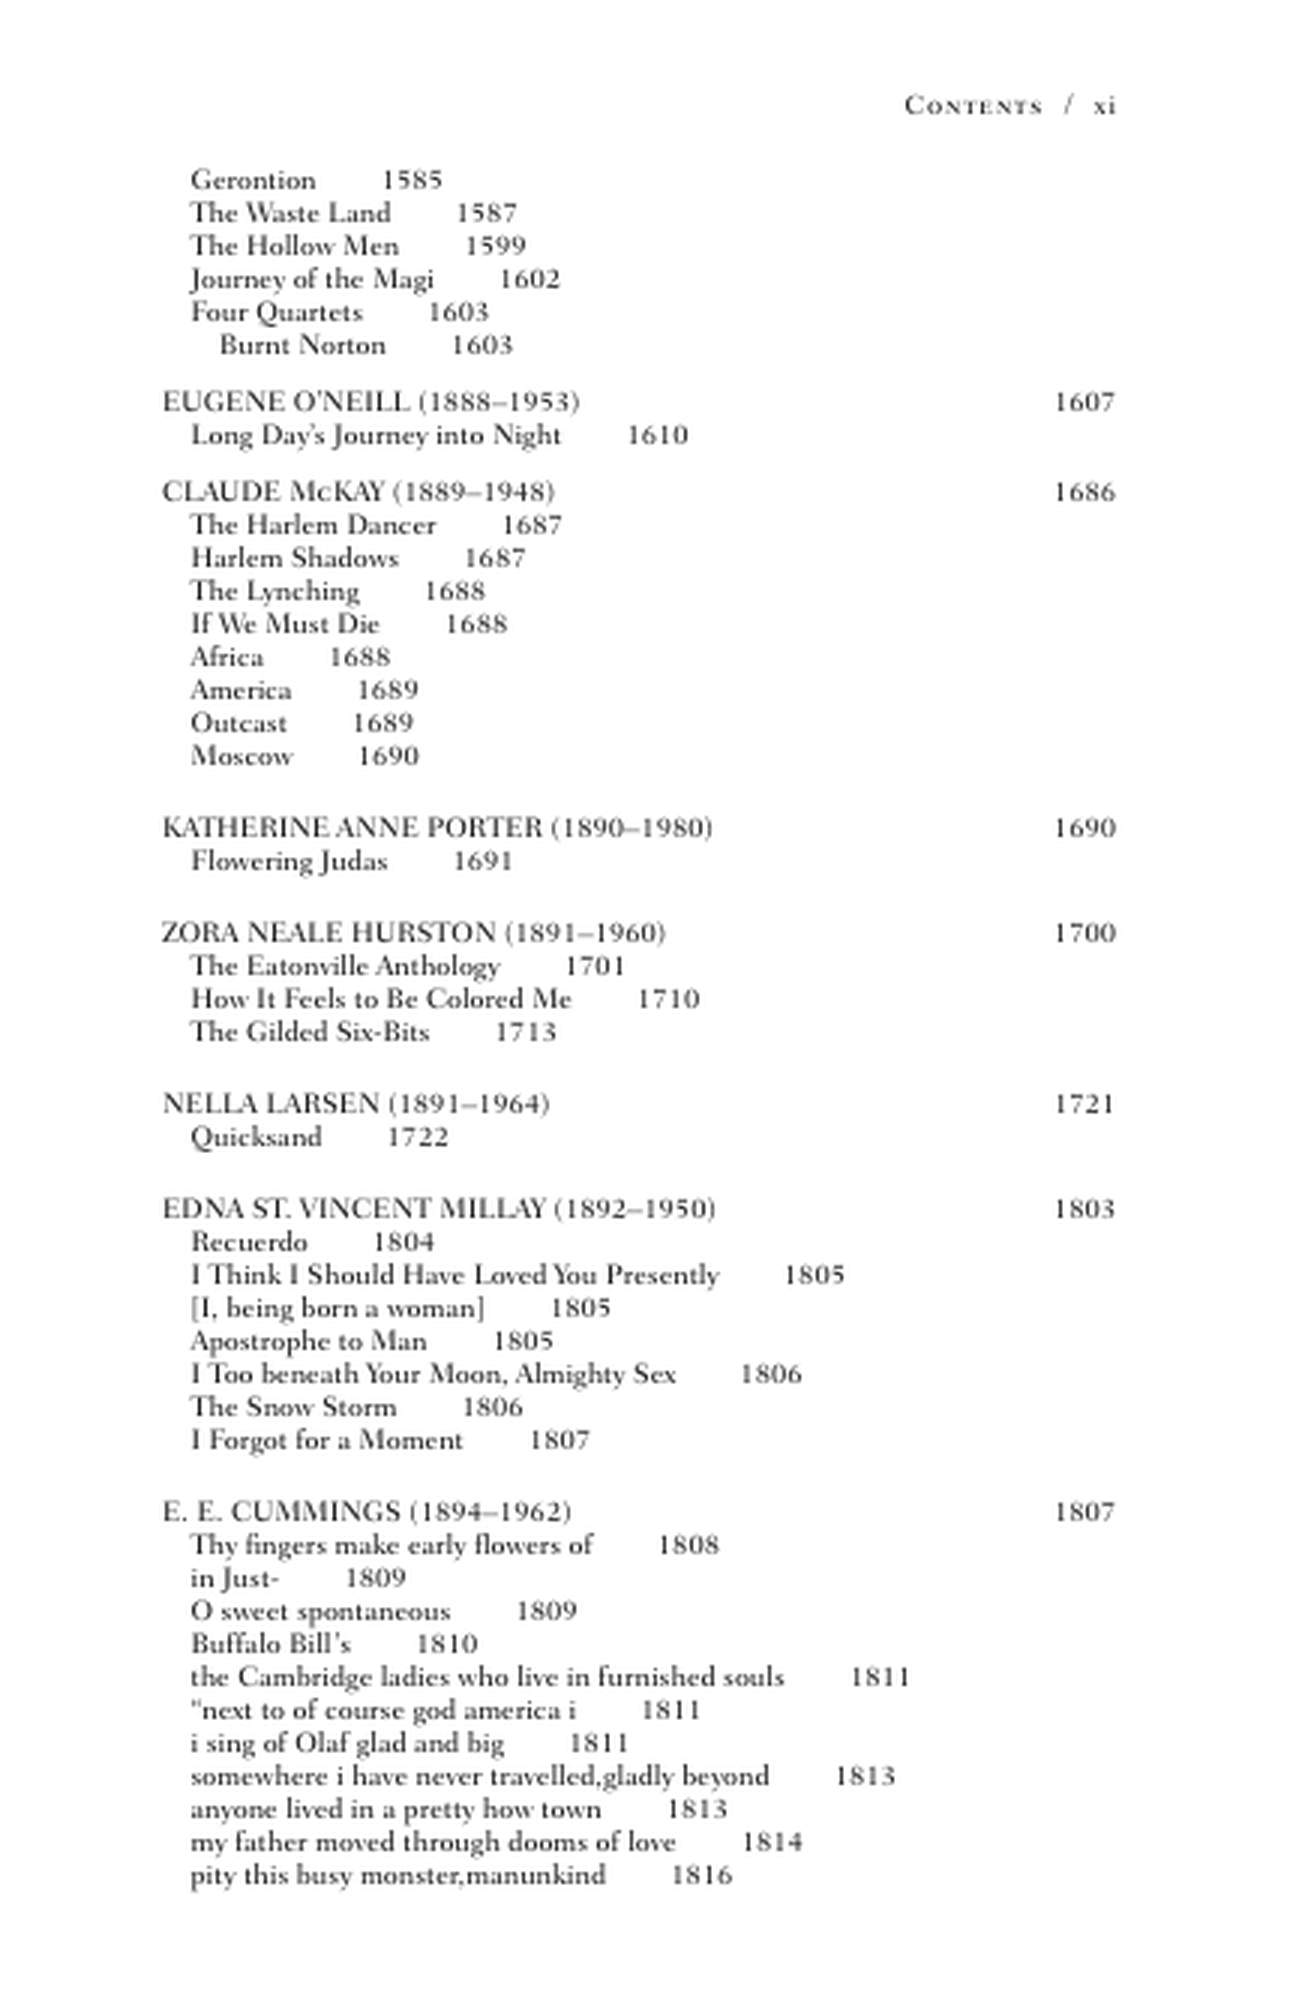 CONTENTS / xi
Gerontion 1585
The Waste Land 1587
The Hollow Men 1599
Journey of the Magi 1602
Four Quartets 1603
Burnt Norton 1603
EUGENE O'NEILL (1888–1953) 1607
Long Day's Journey into Night 1610
CLAUDE McKAY (1889–1948) 1686
The Harlem Dancer 1687
Harlem Shadows 1687
The Lynching 1688
If We Must Die 1688
Africa 1688
America 1689
Outcast 1689
Moscow 1690
KATHERINE ANNE PORTER (1890–1980) 1690
Flowering Judas 1691
ZORA NEALE HURSTON (1891–1960) 1700
The Eatonville Anthology 1701
How It Feels to Be Colored Me 1710
The Gilded Six-Bits 1713
NELLA LARSEN (1891–1964) 1721
Quicksand 1722
EDNA ST. VINCENT MILLAY (1892–1950) 1803
Recuerdo 1804
I Think I Should Have Loved You Presently 1805
[I, being born a woman] 1805
Apostrophe to Man 1805
I Too beneath Your Moon, Almighty Sex 1806
The Snow Storm 1806
I Forgot for a Moment 1807
E. E. CUMMINGS (1894–1962) 1807
Thy fingers make early flowers of 1808
in Just- 1809
O sweet spontaneous 1809
Buffalo Bill's 1810
the Cambridge ladies who live in furnished souls 1811
"next to of course god america i 1811
i sing of Olaf glad and big 1811
somewhere i have never travelled,gladly beyond 1813
anyone lived in a pretty how town 1813
my father moved through dooms of love 1814
pity this busy monster,manunkind 1816